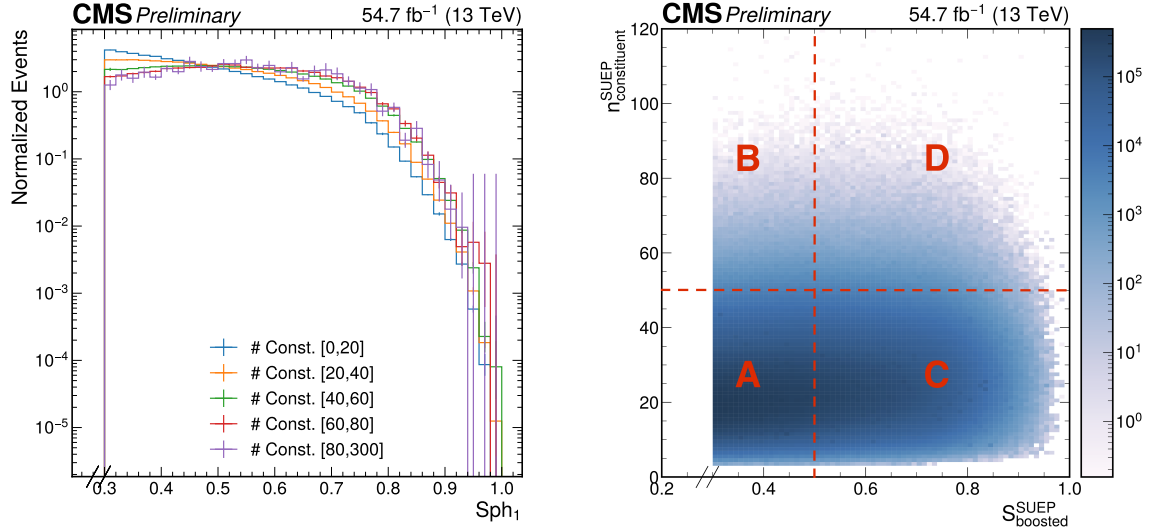 CMS Preliminary 54.7 fb⁻¹ (13 TeV)
Normalized Events
10⁰
10⁻¹
10⁻²
10⁻³
10⁻⁴
10⁻⁵
# Const. [0,20]
# Const. [20,40]
# Const. [40,60]
# Const. [60,80]
# Const. [80,300]
0.3 0.4 0.5 0.6 0.7 0.8 0.9 1.0
Sph₁
CMS Preliminary 54.7 fb⁻¹ (13 TeV)
n^SUEP_constituent
120
100
80
60
40
20
0
B D
A C
0.2 0.4 0.6 0.8 1.0
S^SUEP_boosted
10⁵
10⁴
10³
10²
10¹
10⁰